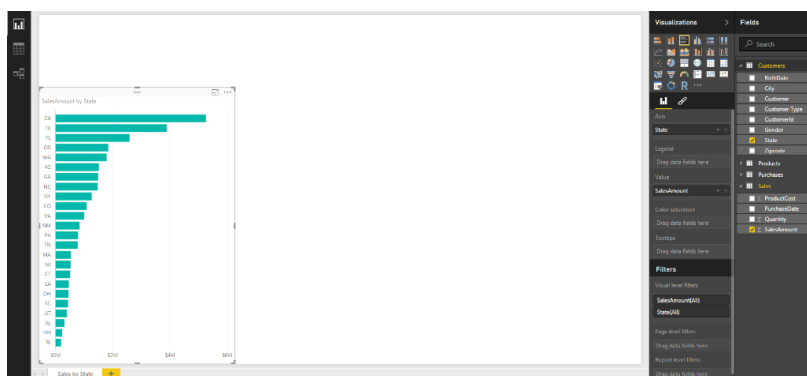 Visualizations
Fields
Search
Customers
BirthDate
City
Customer
Customer Type
CustomerId
Gender
State
Zipcode
Products
Purchases
Sales
Σ ProductCost
PurchaseDate
Σ Quantity
Σ SalesAmount
Axis
State
Legend
Drag data fields here
Value
SalesAmount
Color saturation
Drag data fields here
Tooltips
Drag data fields here
Filters
Visual level filters
SalesAmount(All)
State(All)
Page level filters
Drag data fields here
Report level filters
Drag data fields here
SalesAmount by State
CA
TX
FL
OR
WA
AZ
GA
NC
NY
CO
VA
NM
PA
TN
MA
MI
CT
LA
OH
SC
UT
AL
NH
$0M $2M $4M $6M
Sales by State